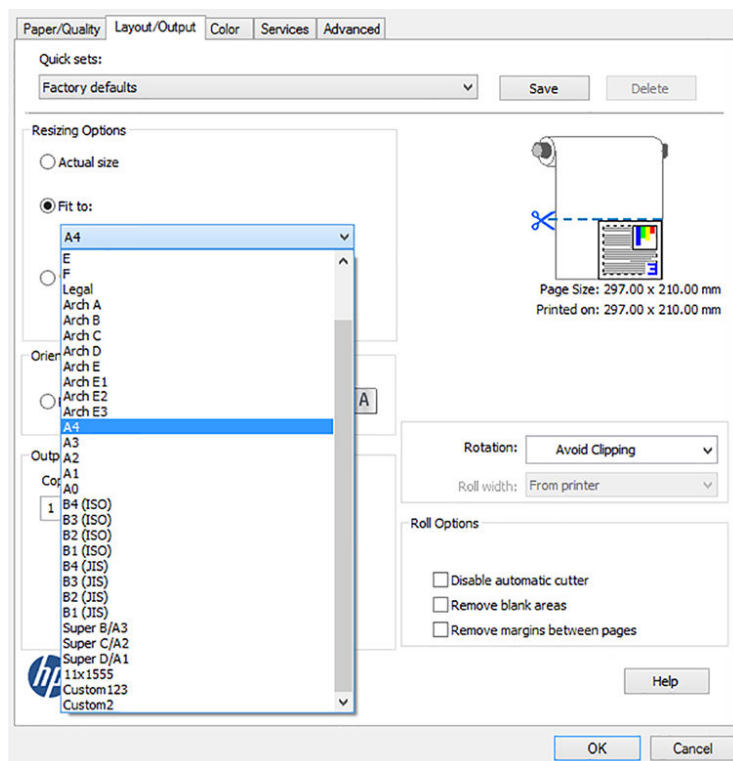 Paper/Quality Layout/Output Color Services Advanced
Quick sets:
Factory defaults Save Delete
Resizing Options
Actual size
Fit to:
A4
E
F
Legal
Arch A
Arch B
Arch C
Arch D
Arch E
Arch E1
Arch E2
Arch E3
A4
A3
A2
A1
A0
B4 (ISO)
B3 (ISO)
B2 (ISO)
B1 (ISO)
B4 (JIS)
B3 (JIS)
B2 (JIS)
B1 (JIS)
Super B/A3
Super C/A2
Super D/A1
11x1555
Custom123
Custom2
Orien
A
Outp
Cop
1
hp
Page Size: 297.00 x 210.00 mm
Printed on: 297.00 x 210.00 mm
Rotation: Avoid Clipping
Roll width: From printer
Roll Options
Disable automatic cutter
Remove blank areas
Remove margins between pages
Help
OK Cancel